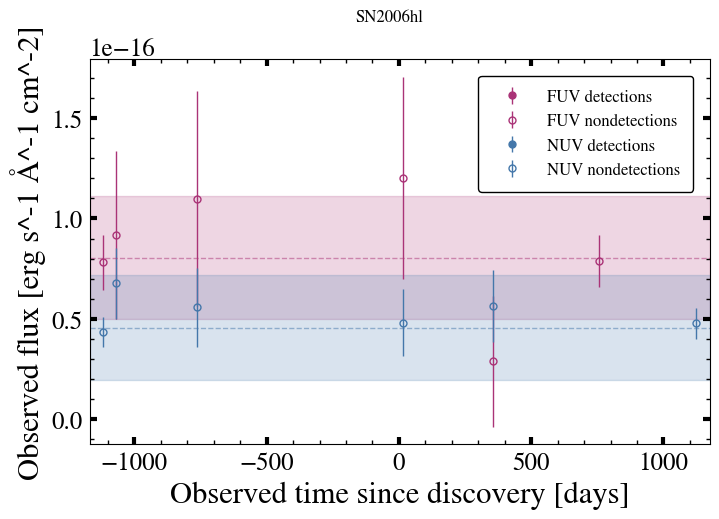 SN2006hl
1e−16
FUV detections
FUV nondetections
NUV detections
NUV nondetections
1.5
1.0
0.5
0.0
Observed flux [erg s^-1 Å^-1 cm^-2]
−1000
−500
0
500
1000
Observed time since discovery [days]